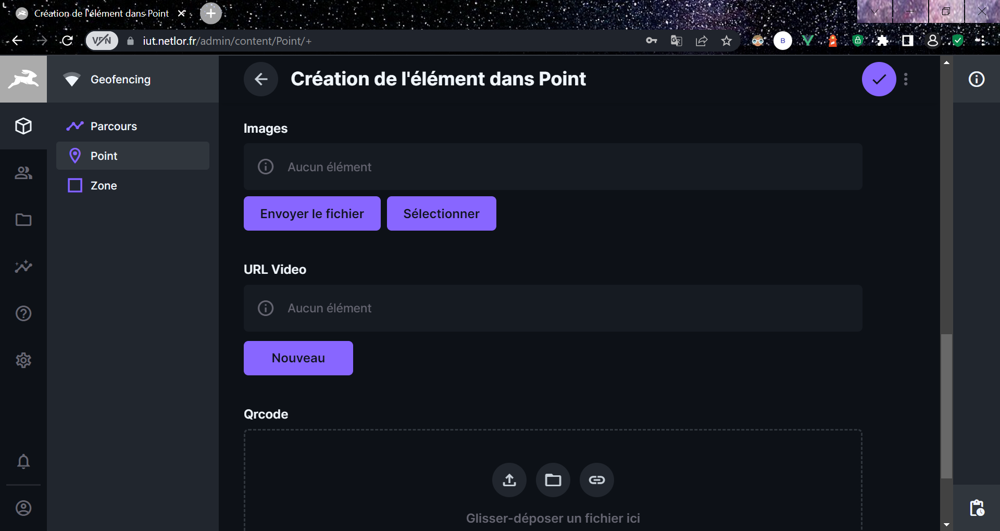 Création de l'élément dans Point
VPN
iut.netlor.fr/admin/content/Point/+
B
Geofencing
Création de l'élément dans Point
Parcours
Point
Zone
Images
Aucun élément
Envoyer le fichier
Sélectionner
URL Video
Aucun élément
Nouveau
Qrcode
Glisser-déposer un fichier ici